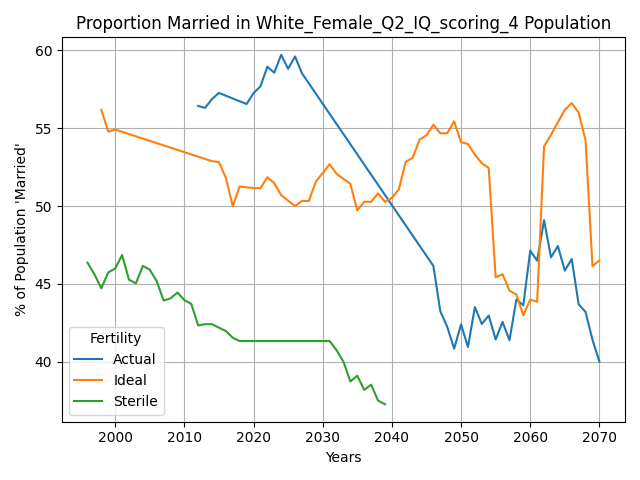 Proportion Married in White_Female_Q2_IQ_scoring_4 Population
% of Population 'Married'
60
55
50
45
40
Fertility
Actual
Ideal
Sterile
2000 2010 2020 2030 2040 2050 2060 2070
Years